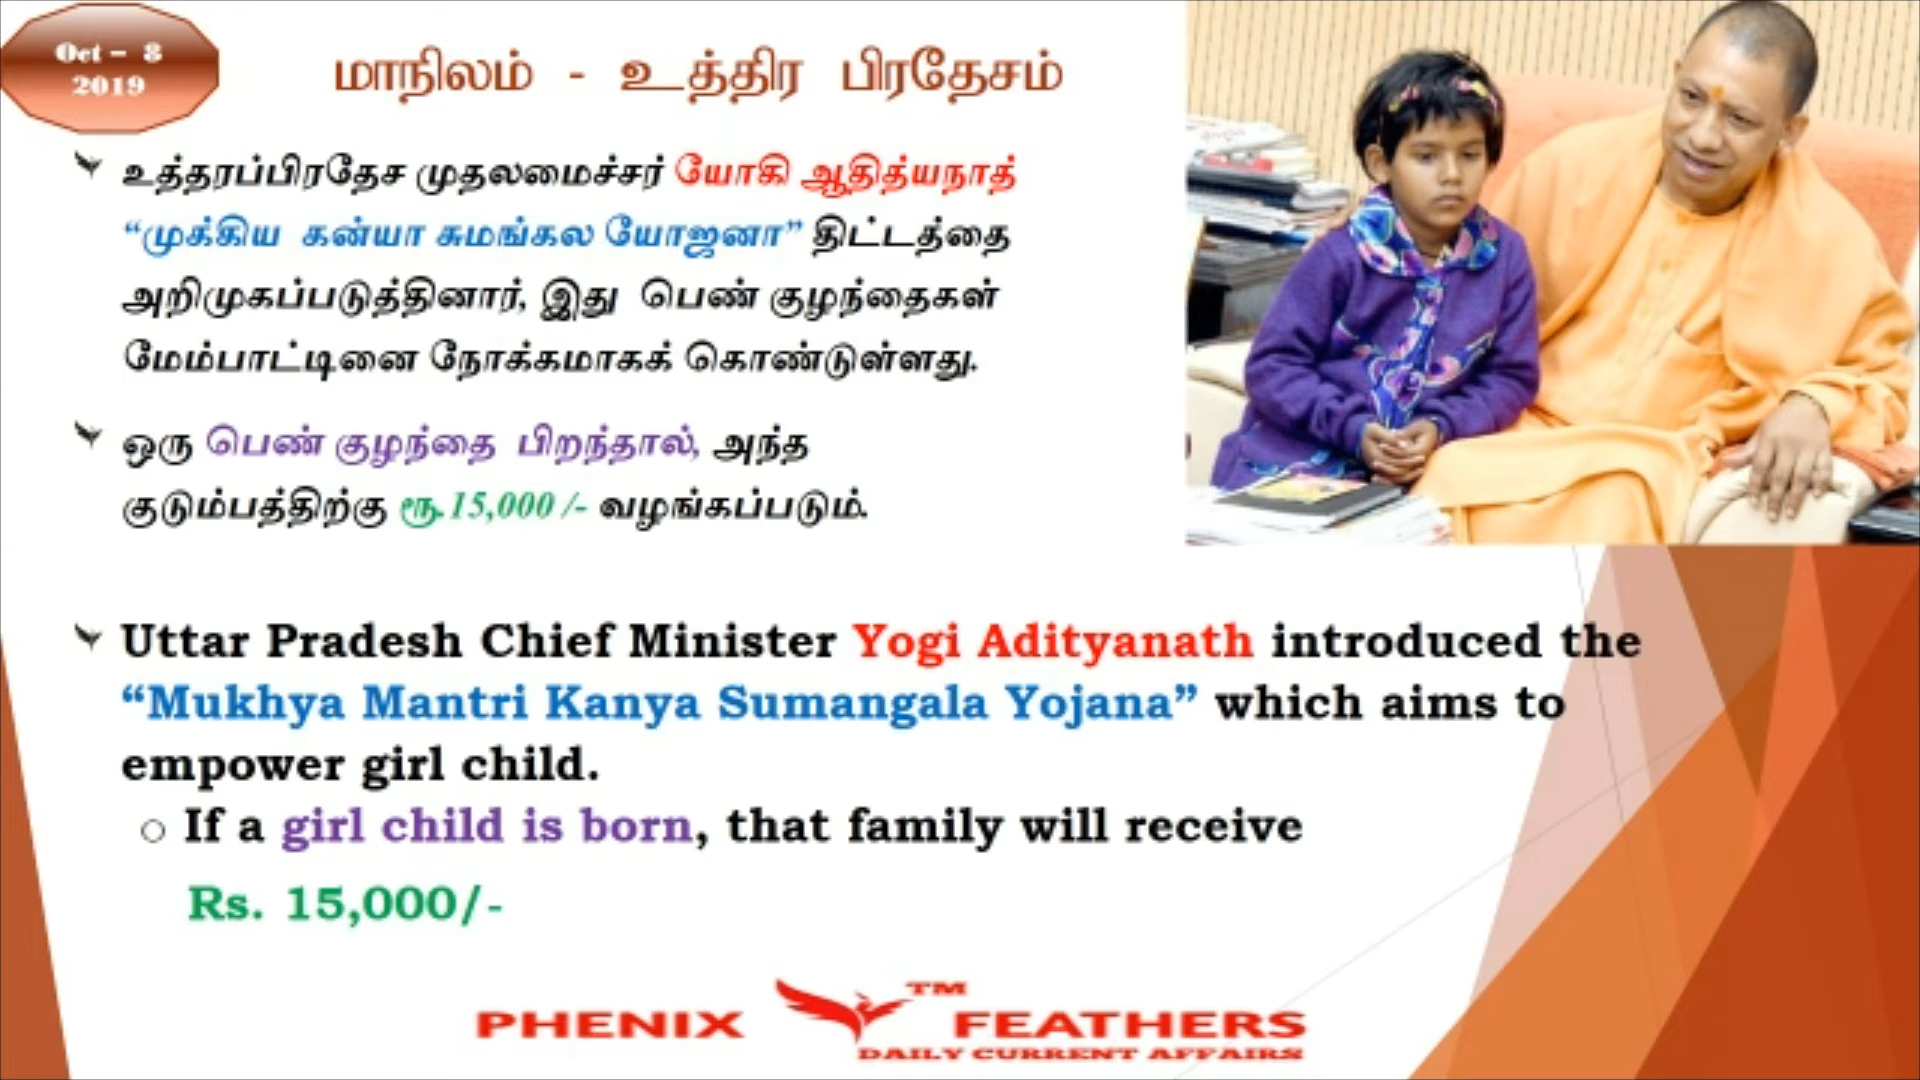 Oct – 8
2019
மாநிலம் - உத்திர பிரதேசம்
உத்தரப்பிரதேச முதலமைச்சர் யோகி ஆதித்யநாத்
“முக்கிய கன்யா சுமங்கல யோஜனா” திட்டத்தை
அறிமுகப்படுத்தினார், இது பெண் குழந்தைகள்
மேம்பாட்டினை நோக்கமாகக் கொண்டுள்ளது.
ஒரு பெண் குழந்தை பிறந்தால், அந்த
குடும்பத்திற்கு ரூ.15,000 /- வழங்கப்படும்.
Uttar Pradesh Chief Minister Yogi Adityanath introduced the
“Mukhya Mantri Kanya Sumangala Yojana” which aims to
empower girl child.
If a girl child is born, that family will receive
Rs. 15,000/-
PHENIX FEATHERS TM
DAILY CURRENT AFFAIRS